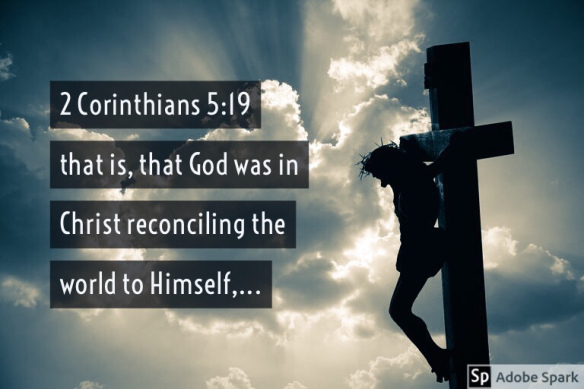 2 Corinthians 5:19
that is, that God was in
Christ reconciling the
world to Himself,...
Sp Adobe Spark